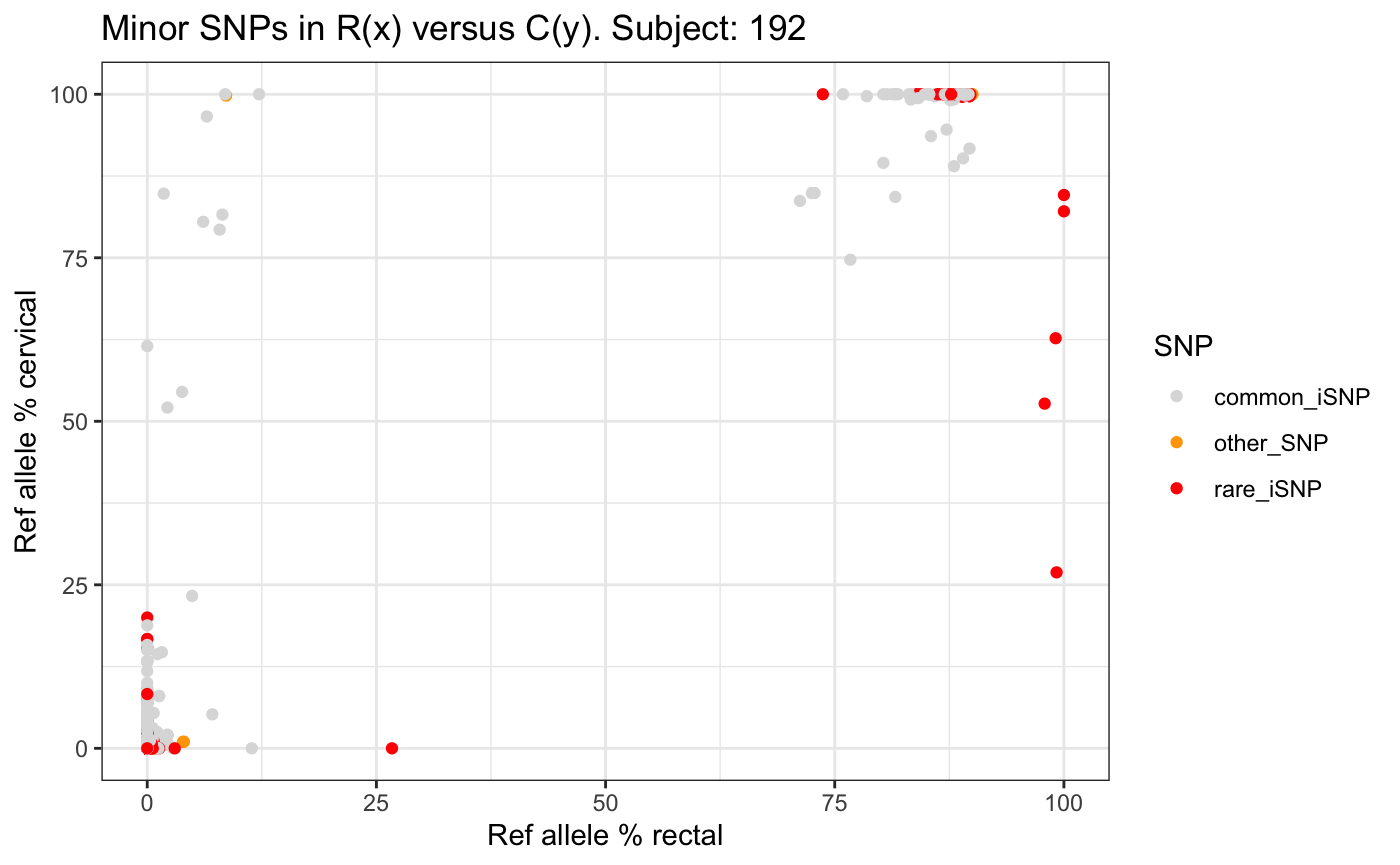 Minor SNPs in R(x) versus C(y). Subject: 192
100
75
50
25
0
Ref allele % cervical
0 25 50 75 100
Ref allele % rectal
SNP
common_iSNP
other_SNP
rare_iSNP